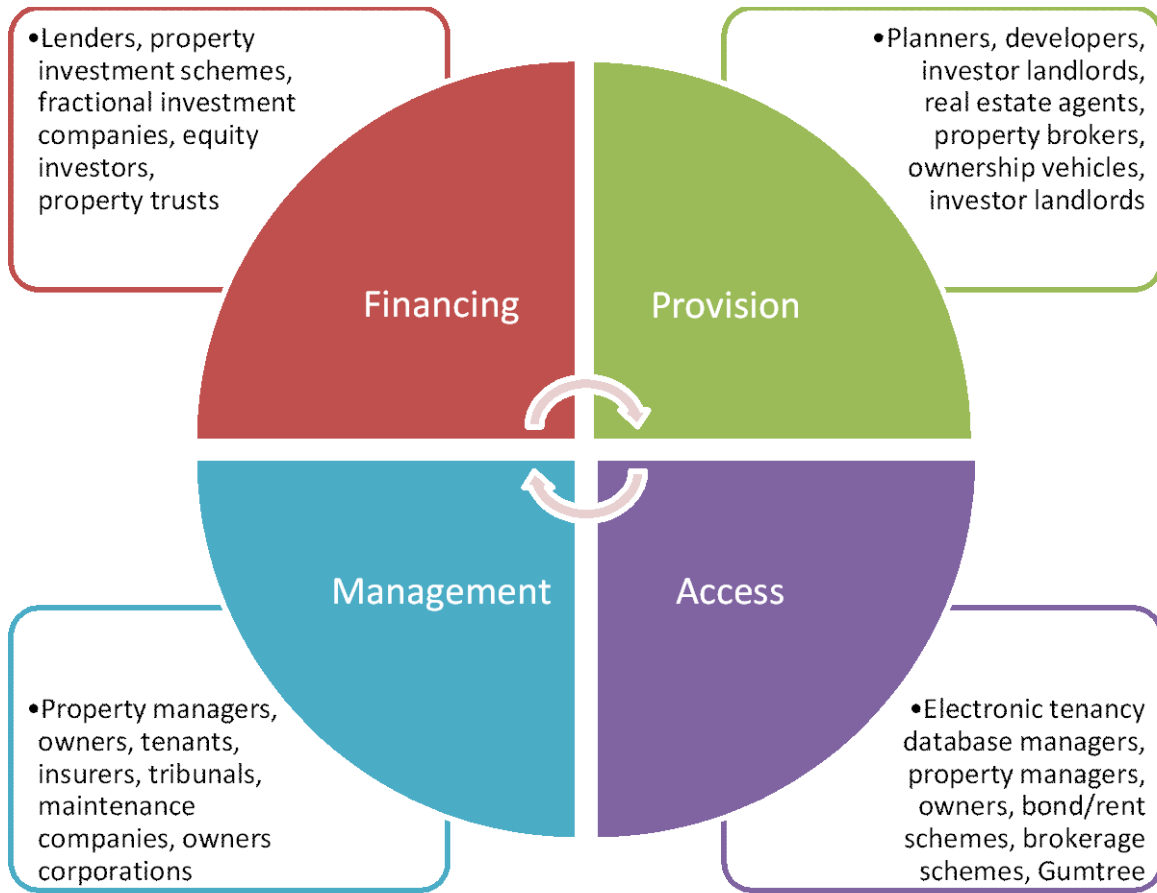 •Lenders, property
investment schemes,
fractional investment
companies, equity
investors,
property trusts
•Planners, developers,
investor landlords,
real estate agents,
property brokers,
ownership vehicles,
investor landlords
Financing
Provision
Management
Access
•Property managers,
owners, tenants,
insurers, tribunals,
maintenance
companies, owners
corporations
•Electronic tenancy
database managers,
property managers,
owners, bond/rent
schemes, brokerage
schemes, Gumtree